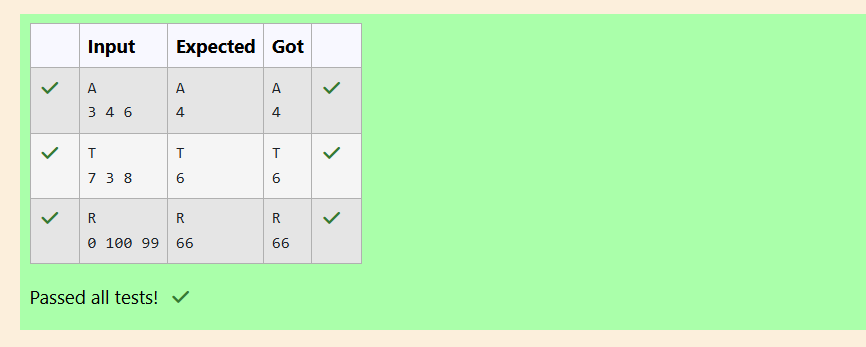 Input Expected Got
A A A
3 4 6 4 4
T T T
7 3 8 6 6
R R R
0 100 99 66 66
Passed all tests!